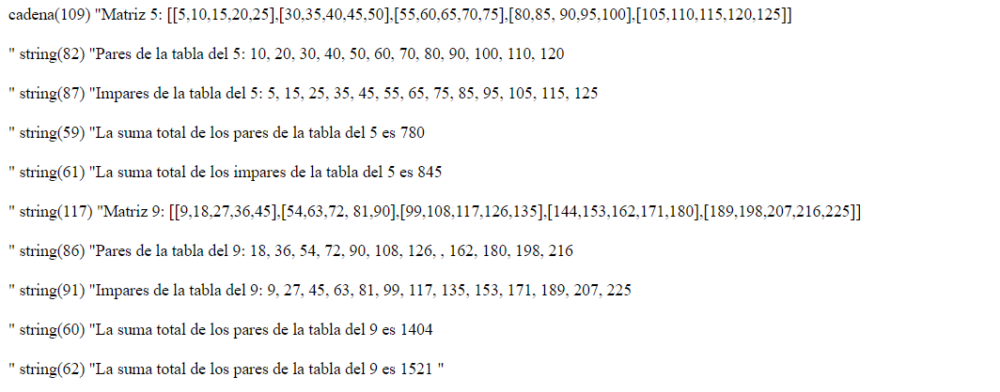 cadena(109) "Matriz 5: [[5,10,15,20,25],[30,35,40,45,50],[55,60,65,70,75],[80,85, 90,95,100],[105,110,115,120,125]]
" string(82) "Pares de la tabla del 5: 10, 20, 30, 40, 50, 60, 70, 80, 90, 100, 110, 120
" string(87) "Impares de la tabla del 5: 5, 15, 25, 35, 45, 55, 65, 75, 85, 95, 105, 115, 125
" string(59) "La suma total de los pares de la tabla del 5 es 780
" string(61) "La suma total de los impares de la tabla del 5 es 845
" string(117) "Matriz 9: [[9,18,27,36,45],[54,63,72, 81,90],[99,108,117,126,135],[144,153,162,171,180],[189,198,207,216,225]]
" string(86) "Pares de la tabla del 9: 18, 36, 54, 72, 90, 108, 126, , 162, 180, 198, 216
" string(91) "Impares de la tabla del 9: 9, 27, 45, 63, 81, 99, 117, 135, 153, 171, 189, 207, 225
" string(60) "La suma total de los pares de la tabla del 9 es 1404
" string(62) "La suma total de los pares de la tabla del 9 es 1521 "